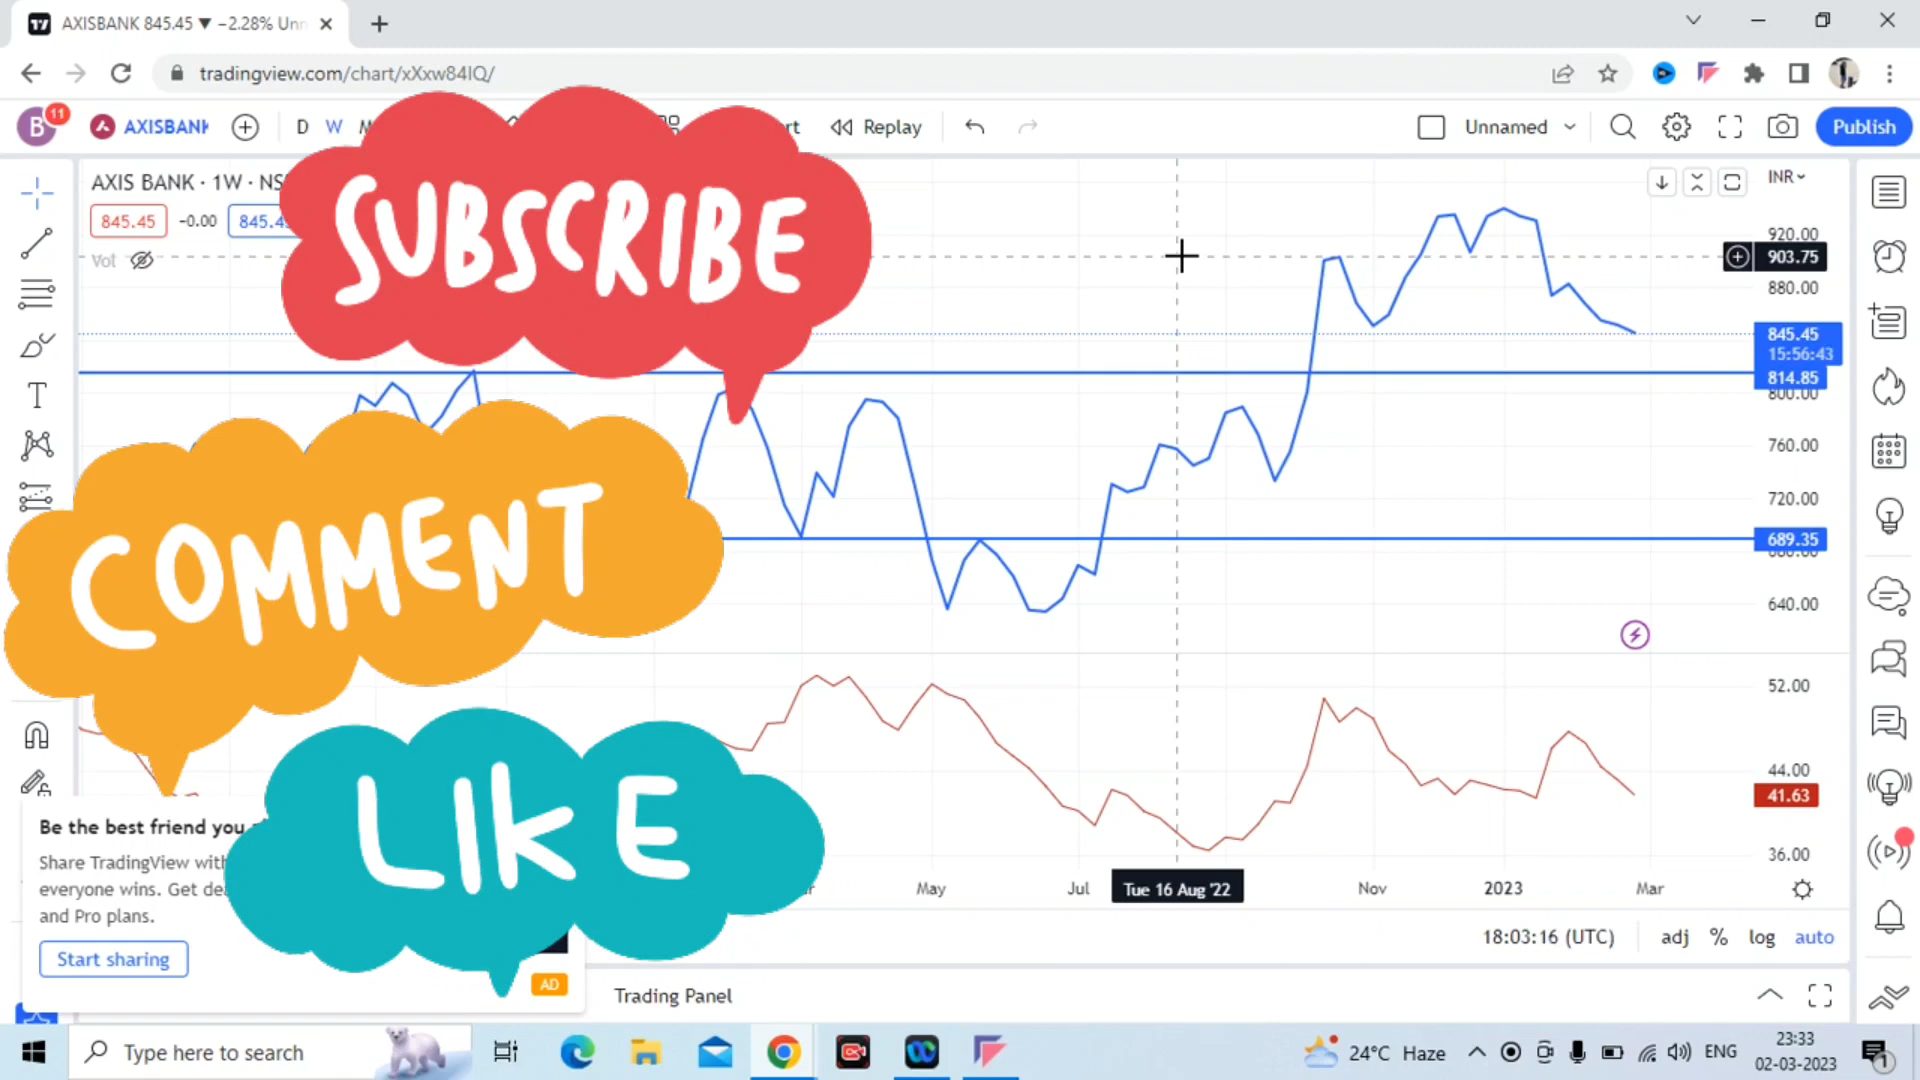 AXISBANK 845.45 ▼ −2.28% Unn
tradingview.com/chart/xXxw84IQ/
B
11
AXISBANK
D
W
Replay
Unnamed
Publish
AXIS BANK · 1W ·
845.45
−0.00
Vol
INR
SUBSCRIBE
920.00
903.75
880.00
845.45
15:56:43
814.85
800.00
760.00
720.00
689.35
640.00
COMMENT
52.00
44.00
41.63
36.00
LIKE
Be the best friend you
Share TradingView with
everyone wins. Get
and Pro plans.
Start sharing
AD
May
Jul
Tue 16 Aug '22
Nov
2023
Mar
18:03:16 (UTC)
adj
%
log
auto
Trading Panel
Type here to search
24°C Haze
ENG
23:33
02-03-2023
1